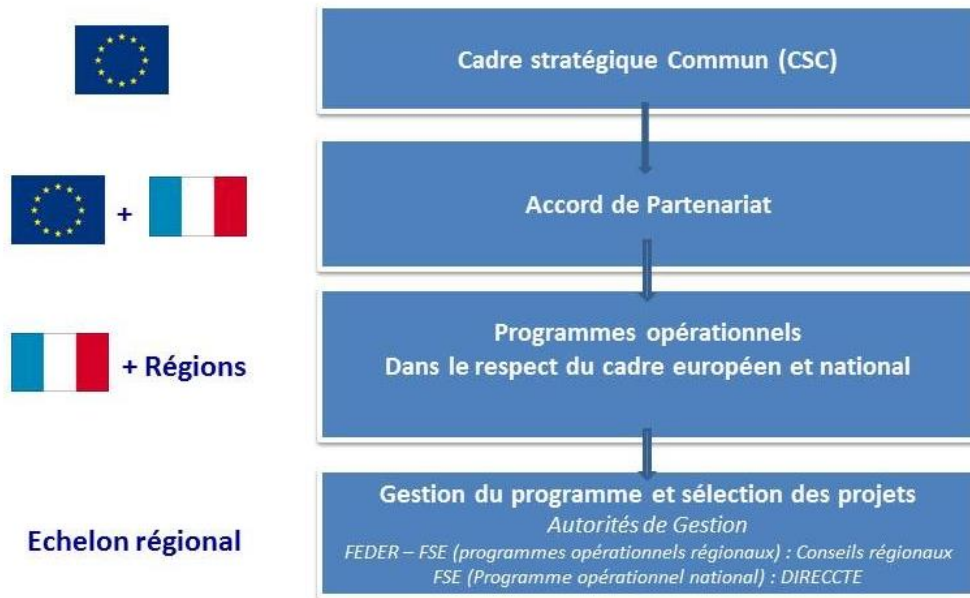 Cadre stratégique Commun (CSC)
+
Accord de Partenariat
+ Régions
Programmes opérationnels
Dans le respect du cadre européen et national
Echelon régional
Gestion du programme et sélection des projets
Autorités de Gestion
FEDER – FSE (programmes opérationnels régionaux) : Conseils régionaux
FSE (Programme opérationnel national) : DIRECCTE